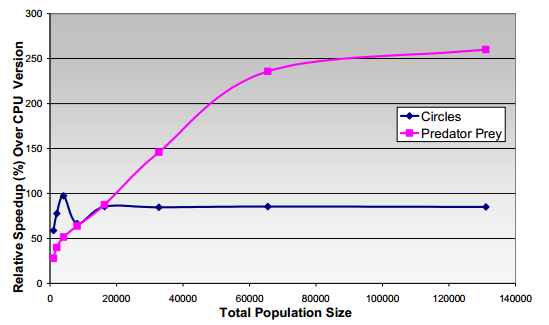 300
250
200
150
100
50
0
Relative Speedup (%) Over CPU Version
Circles
Predator Prey
0 20000 40000 60000 80000 100000 120000 140000
Total Population Size